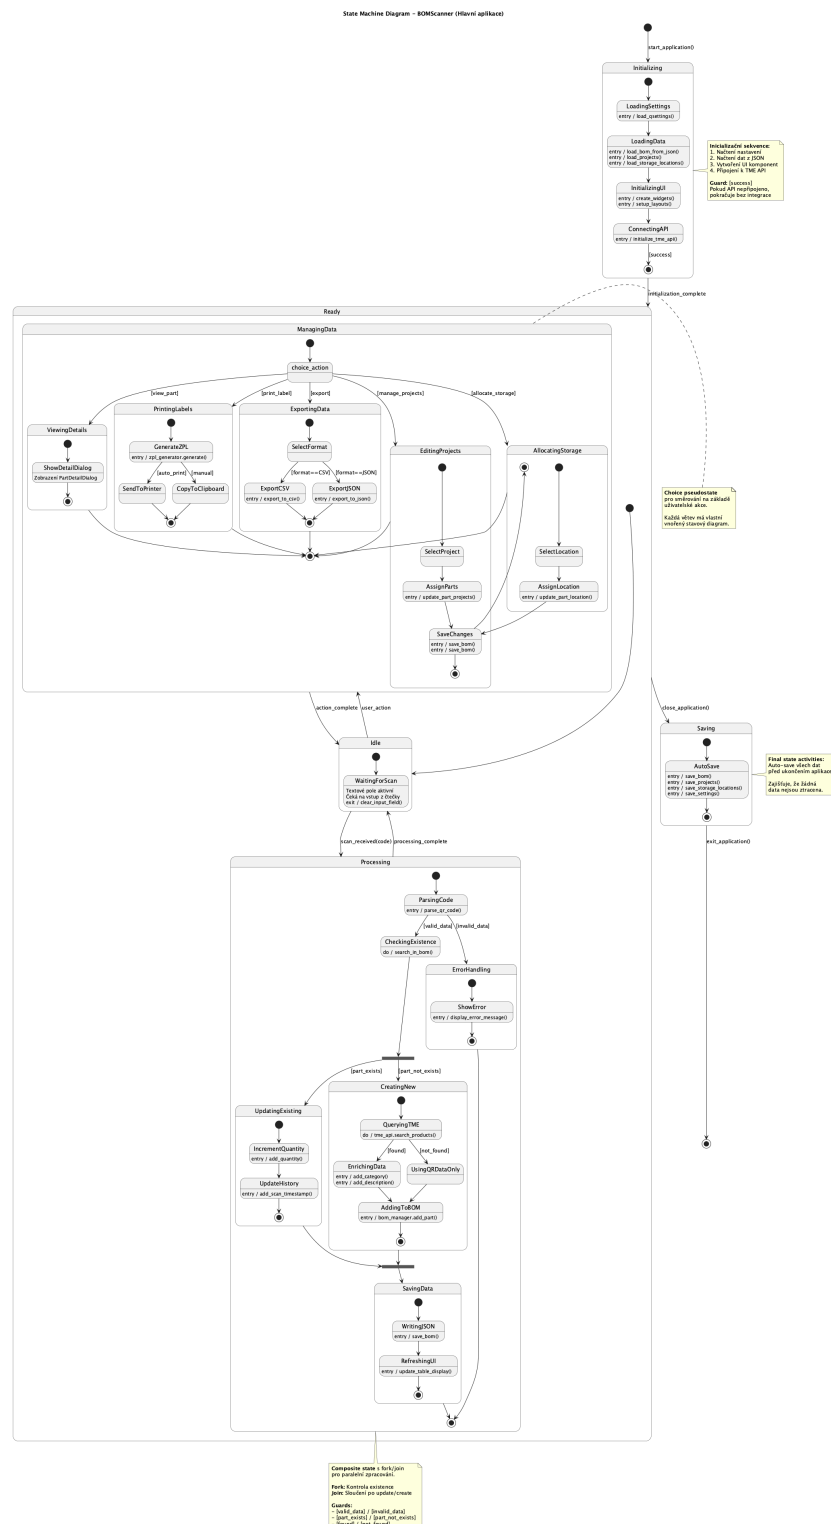 State Machine Diagram - BOMScanner (Hlavní aplikace)
start_application()
Initializing
LoadingSettings
entry / load_qsettings()
LoadingData
entry / load_bom_from_json()
entry / load_projects()
entry / load_storage_locations()
InitializingUI
entry / create_widgets()
entry / setup_layouts()
ConnectingAPI
entry / initialize_tme_api()
[success]
Inicializační sekvence:
1. Načtení nastavení
2. Načtení dat z JSON
3. Vytvoření UI komponent
4. Připojení k TME API
Guard: [success]
Pokud API nepřipojeno,
pokračuje bez integrace
initialization_complete
Ready
ManagingData
choice_action
[view_part]
[print_label]
[export]
[manage_projects]
[allocate_storage]
ViewingDetails
ShowDetailDialog
Zobrazení PartDetailDialog
PrintingLabels
GenerateZPL
entry / zpl_generator.generate()
[auto_print]
[manual]
SendToPrinter
CopyToClipboard
ExportingData
SelectFormat
[format==CSV]
[format==JSON]
ExportCSV
entry / export_to_csv()
ExportJSON
entry / export_to_json()
EditingProjects
SelectProject
AssignParts
entry / update_part_projects()
SaveChanges
entry / save_bom()
entry / save_bom()
AllocatingStorage
SelectLocation
AssignLocation
entry / update_part_location()
Choice pseudostate
pro směrování na základě
uživatelské akce.
Každá větev má vlastní
vnořený stavový diagram.
action_complete
user_action
close_application()
Idle
WaitingForScan
Textové pole aktivní
Čeká na vstup z čtečky
exit / clear_input_field()
Saving
AutoSave
entry / save_bom()
entry / save_projects()
entry / save_storage_locations()
entry / save_settings()
Final state activities:
Auto-save všech dat
před ukončením aplikace
Zajišťuje, že žádná
data nejsou ztracena.
exit_application()
scan_received(code)
processing_complete
Processing
ParsingCode
entry / parse_qr_code()
[valid_data]
[invalid_data]
CheckingExistence
do / search_in_bom()
ErrorHandling
ShowError
entry / display_error_message()
[part_exists]
[part_not_exists]
UpdatingExisting
IncrementQuantity
entry / add_quantity()
UpdateHistory
entry / add_scan_timestamp()
CreatingNew
QueryingTME
do / tme_api.search_products()
[found]
[not_found]
EnrichingData
entry / add_category()
entry / add_description()
UsingQRDataOnly
AddingToBOM
entry / bom_manager.add_part()
SavingData
WritingJSON
entry / save_bom()
RefreshingUI
entry / update_table_display()
Composite state s fork/join
pro paralelní zpracování.
Fork: Kontrola existence
Join: Sloučení po update/create
Guards:
- [valid_data] / [invalid_data]
- [part_exists] / [part_not_exists]